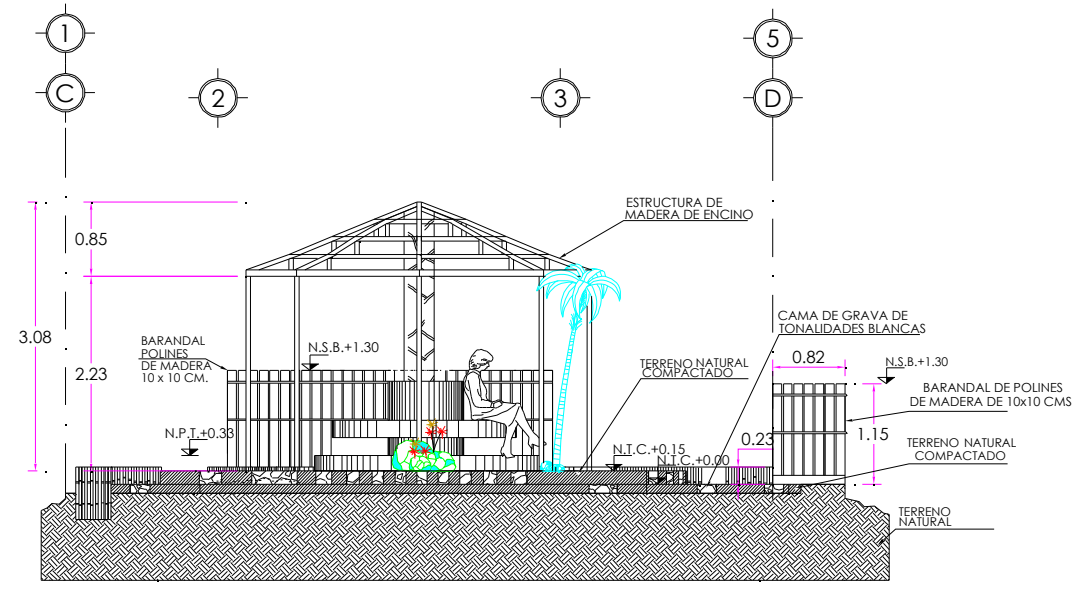 1
5
C
2
3
D
ESTRUCTURA DE
MADERA DE ENCINO
0.85
3.08
2.23
BARANDAL
POLINES
DE MADERA
10 x 10 CM.
N.S.B.+1.30
N.P.T.+0.33
TERRENO NATURAL
COMPACTADO
CAMA DE GRAVA DE
TONALIDADES BLANCAS
0.82
N.S.B.+1.30
BARANDAL DE POLINES
DE MADERA DE 10x10 CMS
1.15
0.23
N.T.C.+0.15
N.T.C.+0.00
TERRENO NATURAL
COMPACTADO
TERRENO
NATURAL